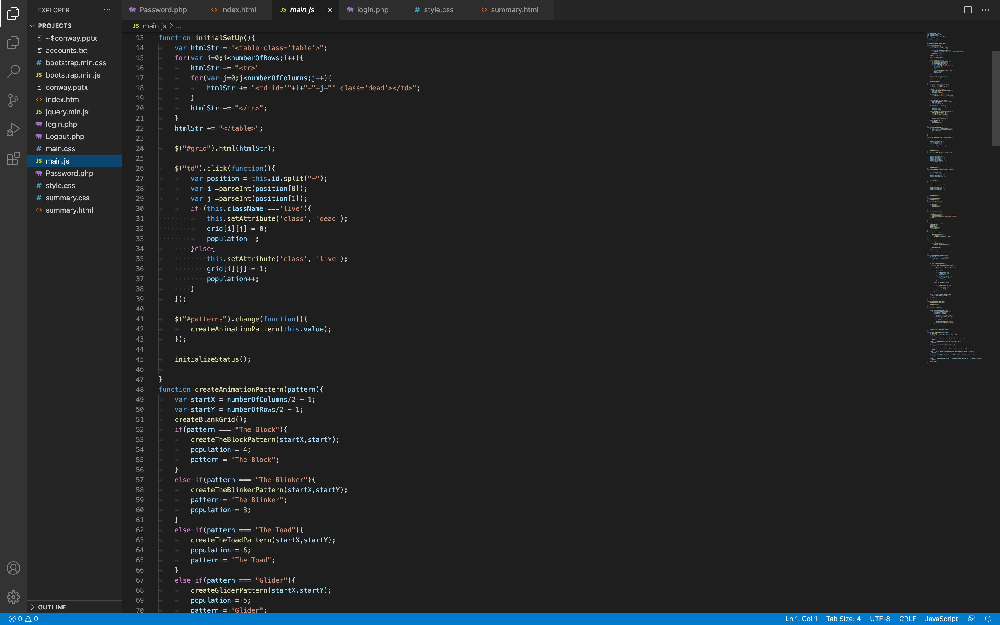 EXPLORER
PROJECT3
~$conway.pptx
accounts.txt
# bootstrap.min.css
JS bootstrap.min.js
conway.pptx
<> index.html
JS jquery.min.js
login.php
Logout.php
# main.css
JS main.js
Password.php
# style.css
# summary.css
<> summary.html
OUTLINE
Password.php <> index.html JS main.js login.php # style.css <> summary.html
JS main.js > ...
13 function initialSetUp(){
14 var htmlStr = "<table class='table'>";
15 for(var i=0;i<numberOfRows;i++){
16 htmlStr += "<tr>"
17 for(var j=0;j<numberOfColumns;j++){
18 htmlStr += "<td id='"+i+"-"+j+"' class='dead'></td>";
19 }
20 htmlStr += "</tr>";
21 }
22 htmlStr += "</table>";
23
24 $("#grid").html(htmlStr);
25
26 $("td").click(function(){
27 var position = this.id.split("-");
28 var i =parseInt(position[0]);
29 var j =parseInt(position[1]);
30 if (this.className ==='live'){
31 this.setAttribute('class', 'dead');
32 grid[i][j] = 0;
33 population--;
34 }else{
35 this.setAttribute('class', 'live');
36 grid[i][j] = 1;
37 population++;
38 }
39 });
40
41 $("#patterns").change(function(){
42 createAnimationPattern(this.value);
43 });
44
45 initializeStatus();
46
47 }
48 function createAnimationPattern(pattern){
49 var startX = numberOfColumns/2 - 1;
50 var startY = numberOfRows/2 - 1;
51 createBlankGrid();
52 if(pattern === "The Block"){
53 createTheBlockPattern(startX,startY);
54 population = 4;
55 pattern = "The Block";
56 }
57 else if(pattern === "The Blinker"){
58 createTheBlinkerPattern(startX,startY);
59 pattern = "The Blinker";
60 population = 3;
61 }
62 else if(pattern === "The Toad"){
63 createTheToadPattern(startX,startY);
64 population = 6;
65 pattern = "The Toad";
66 }
67 else if(pattern === "Glider"){
68 createGliderPattern(startX,startY);
69 population = 5;
70 pattern = "Glider";
0 0 Ln 1, Col 1 Tab Size: 4 UTF-8 CRLF JavaScript